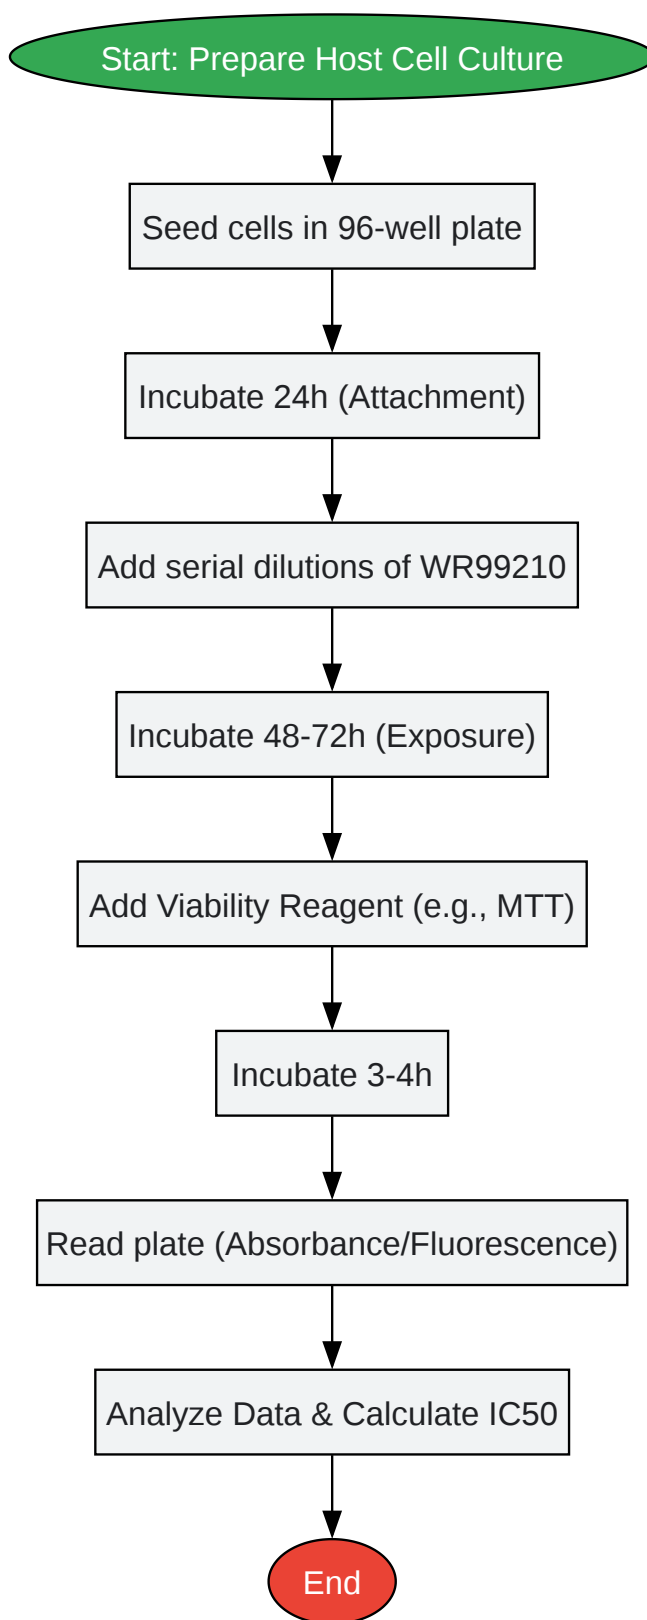 Start: Prepare Host Cell Culture
Seed cells in 96-well plate
Incubate 24h (Attachment)
Add serial dilutions of WR99210
Incubate 48-72h (Exposure)
Add Viability Reagent (e.g., MTT)
Incubate 3-4h
Read plate (Absorbance/Fluorescence)
Analyze Data & Calculate IC50
End